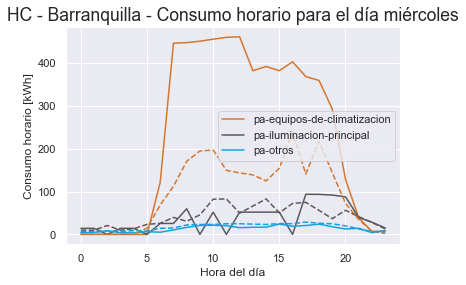 HC - Barranquilla - Consumo horario para el día miércoles
Consumo horario [kWh]
400
300
200
100
0
pa-equipos-de-climatizacion
pa-iluminacion-principal
pa-otros
0 5 10 15 20
Hora del día